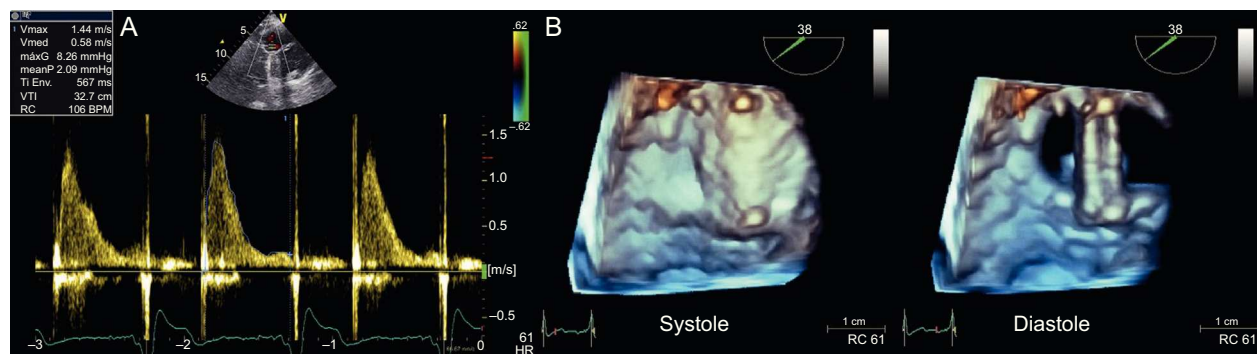 A
Vmax 1.44 m/s
Vmed 0.58 m/s
máxG 8.26 mmHg
meanP 2.09 mmHg
Ti Env. 567 ms
VTI 32.7 cm
RC 106 BPM
V
5
10
15
.62
-.62
1
1.5
1.0
0.5
[m/s]
-0.5
-3
-2
-1
0
B
38
38
61
HR
Systole
1 cm
RC 61
Diastole
1 cm
RC 61